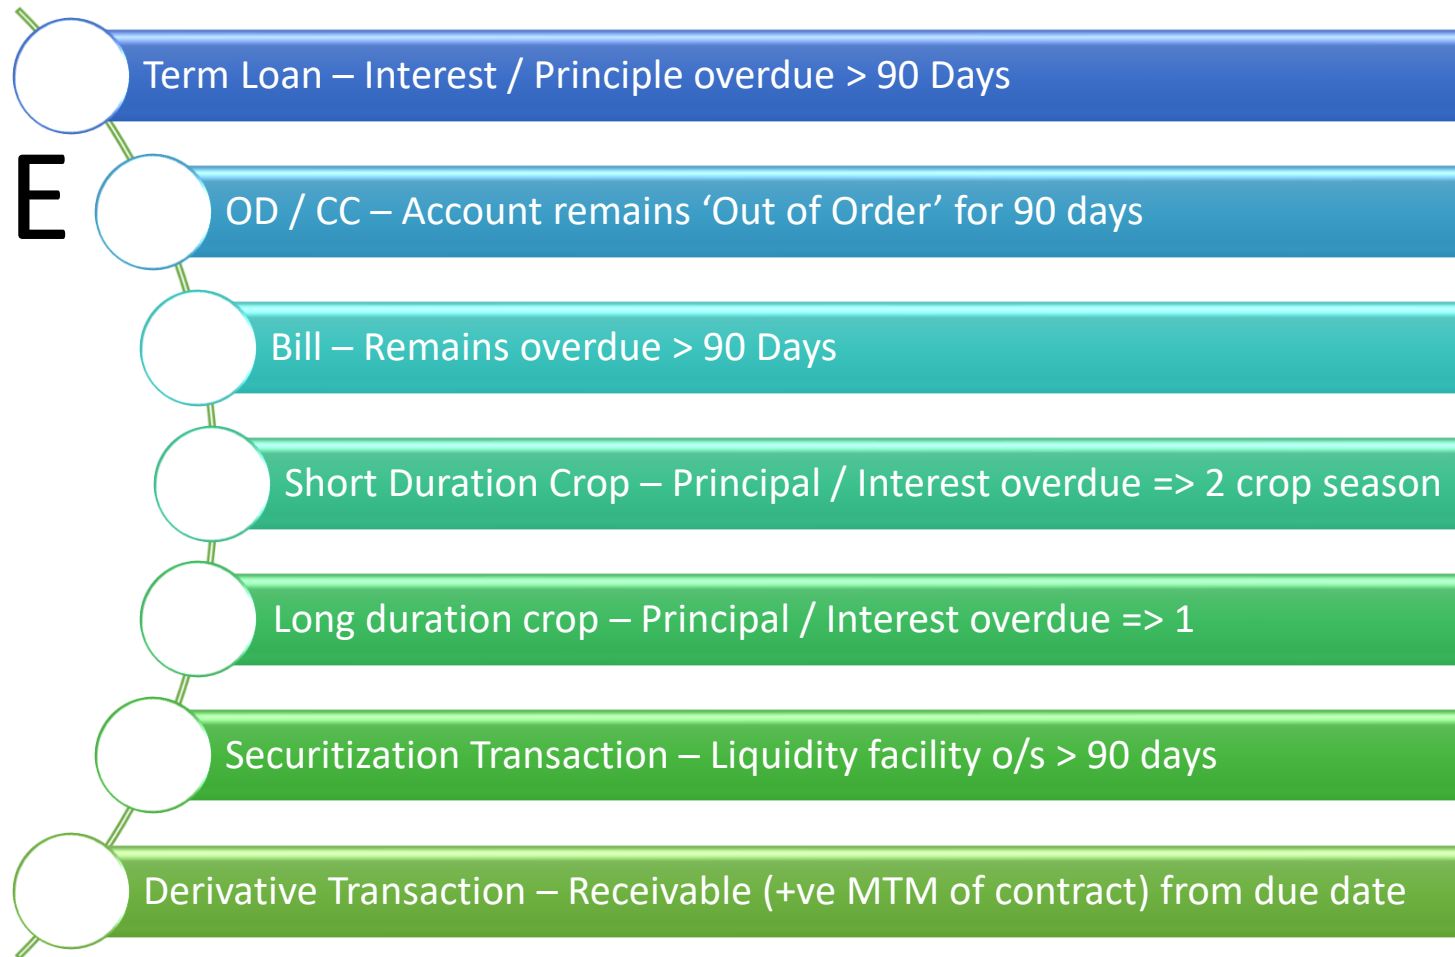 Term Loan – Interest / Principle overdue > 90 Days
E
OD / CC – Account remains ‘Out of Order’ for 90 days
Bill – Remains overdue > 90 Days
Short Duration Crop – Principal / Interest overdue => 2 crop season
Long duration crop – Principal / Interest overdue => 1
Securitization Transaction – Liquidity facility o/s > 90 days
Derivative Transaction – Receivable (+ve MTM of contract) from due date